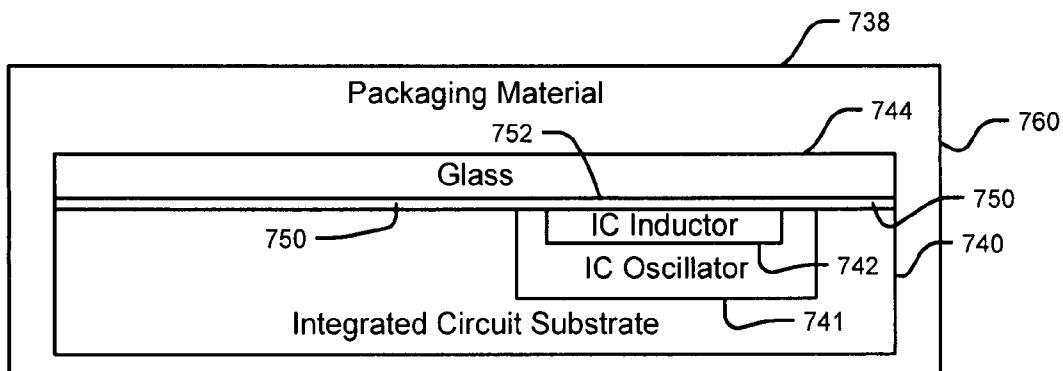 738
Packaging Material
744
760
752
Glass
750
750
IC Inductor
742
740
IC Oscillator
741
Integrated Circuit Substrate